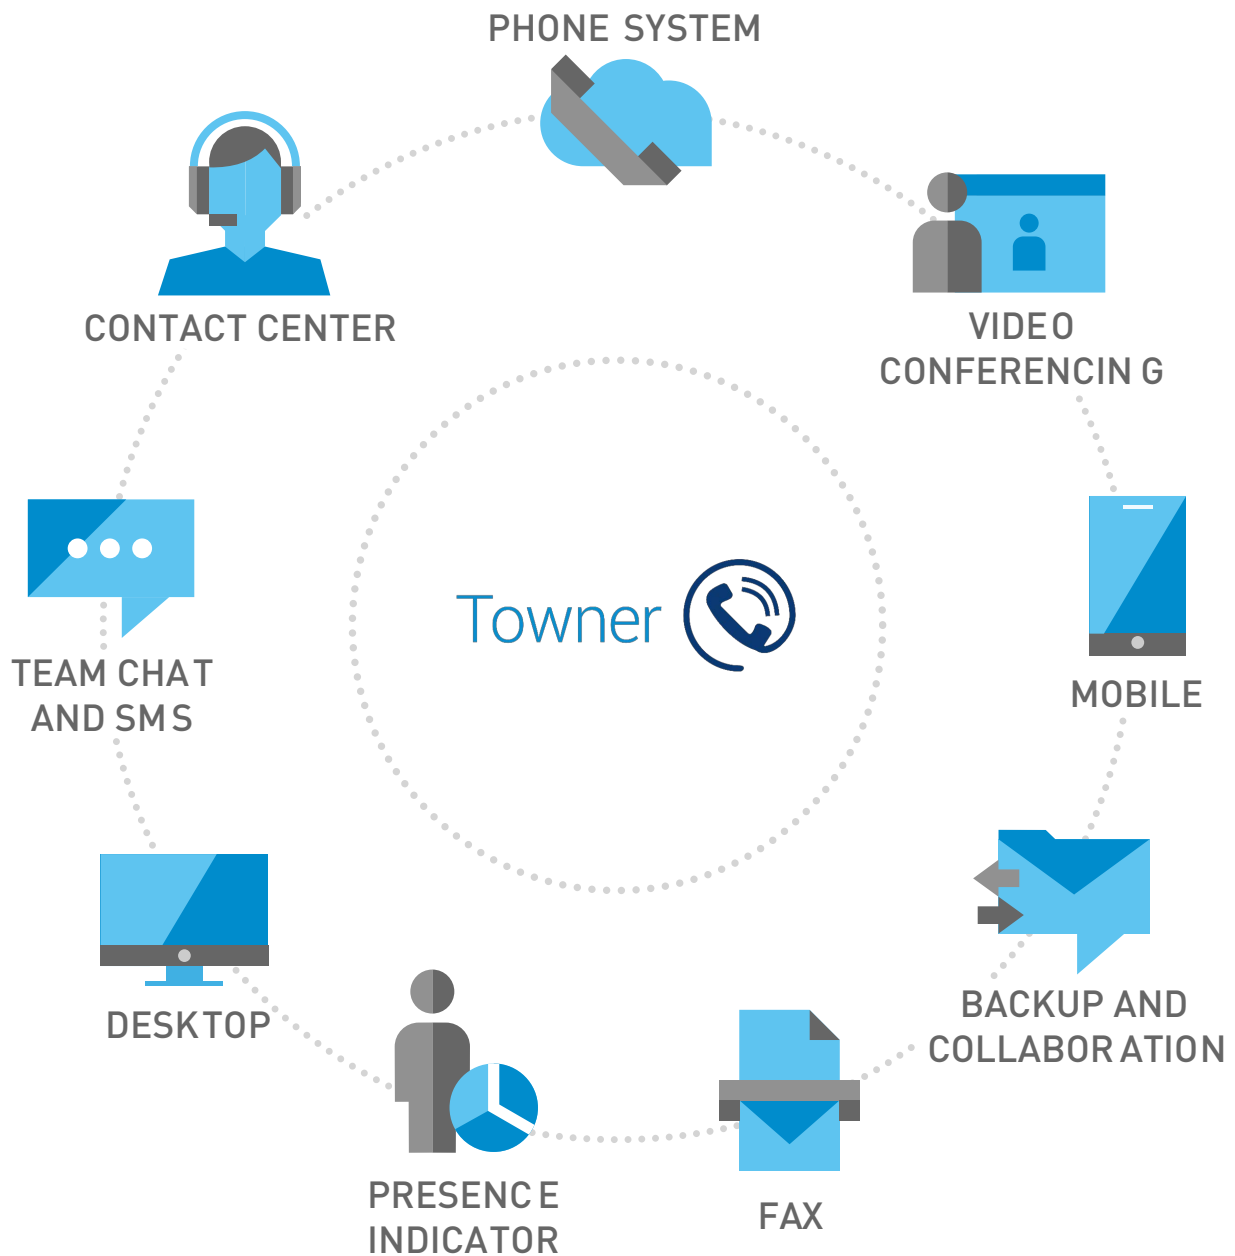 PHONE SYSTEM
CONTACT CENTER
VIDEO
CONFERENCING
Towner
TEAM CHAT
AND SMS
MOBILE
DESKTOP
BACKUP AND
COLLABORATION
PRESENCE
INDICATOR
FAX